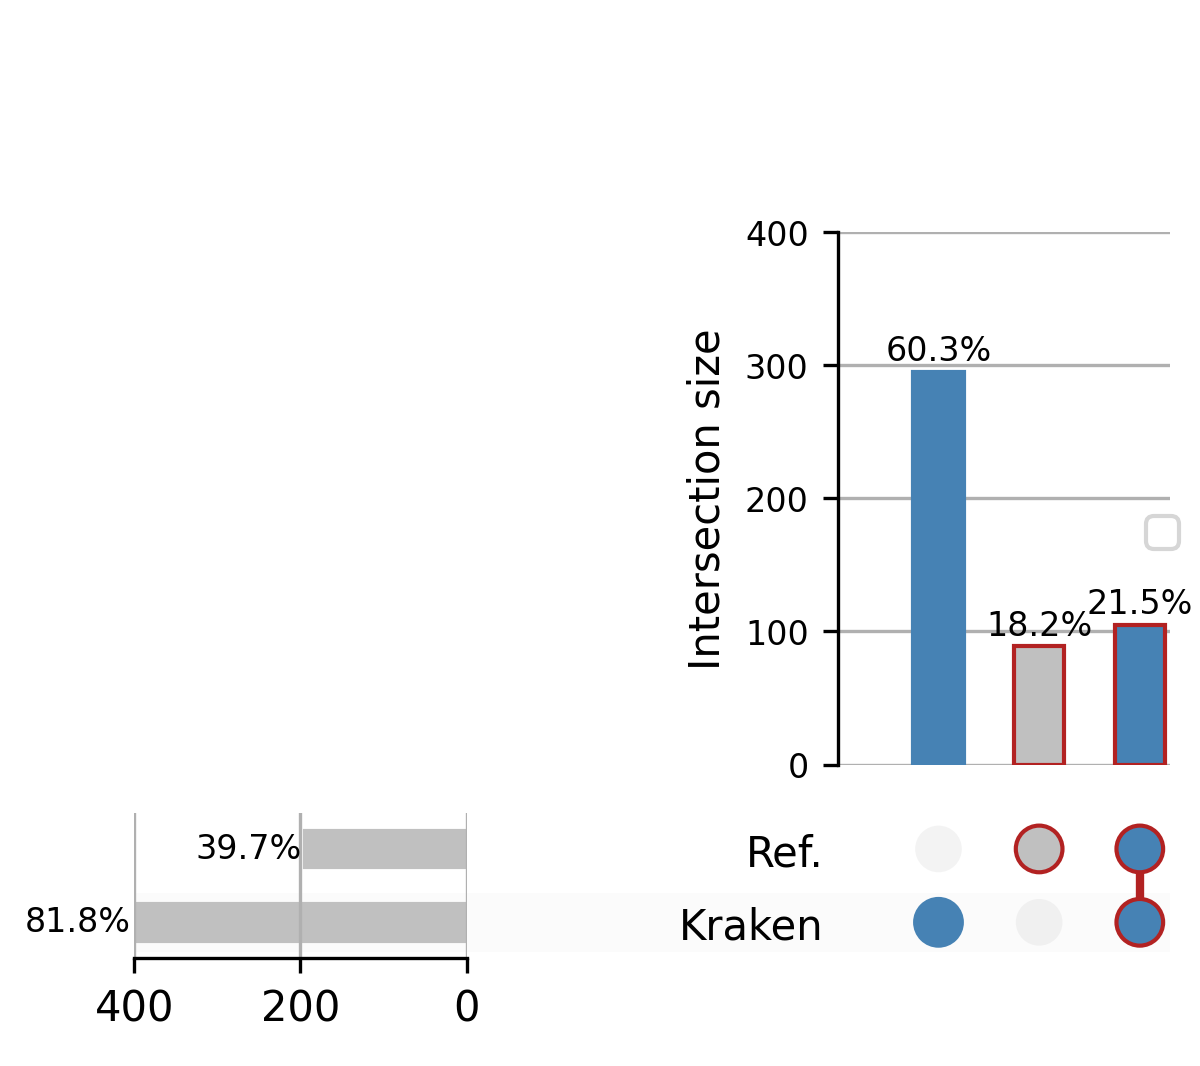 400
300
200
100
0
Intersection size
60.3%
18.2%
21.5%
39.7%
81.8%
Ref.
Kraken
400 200 0